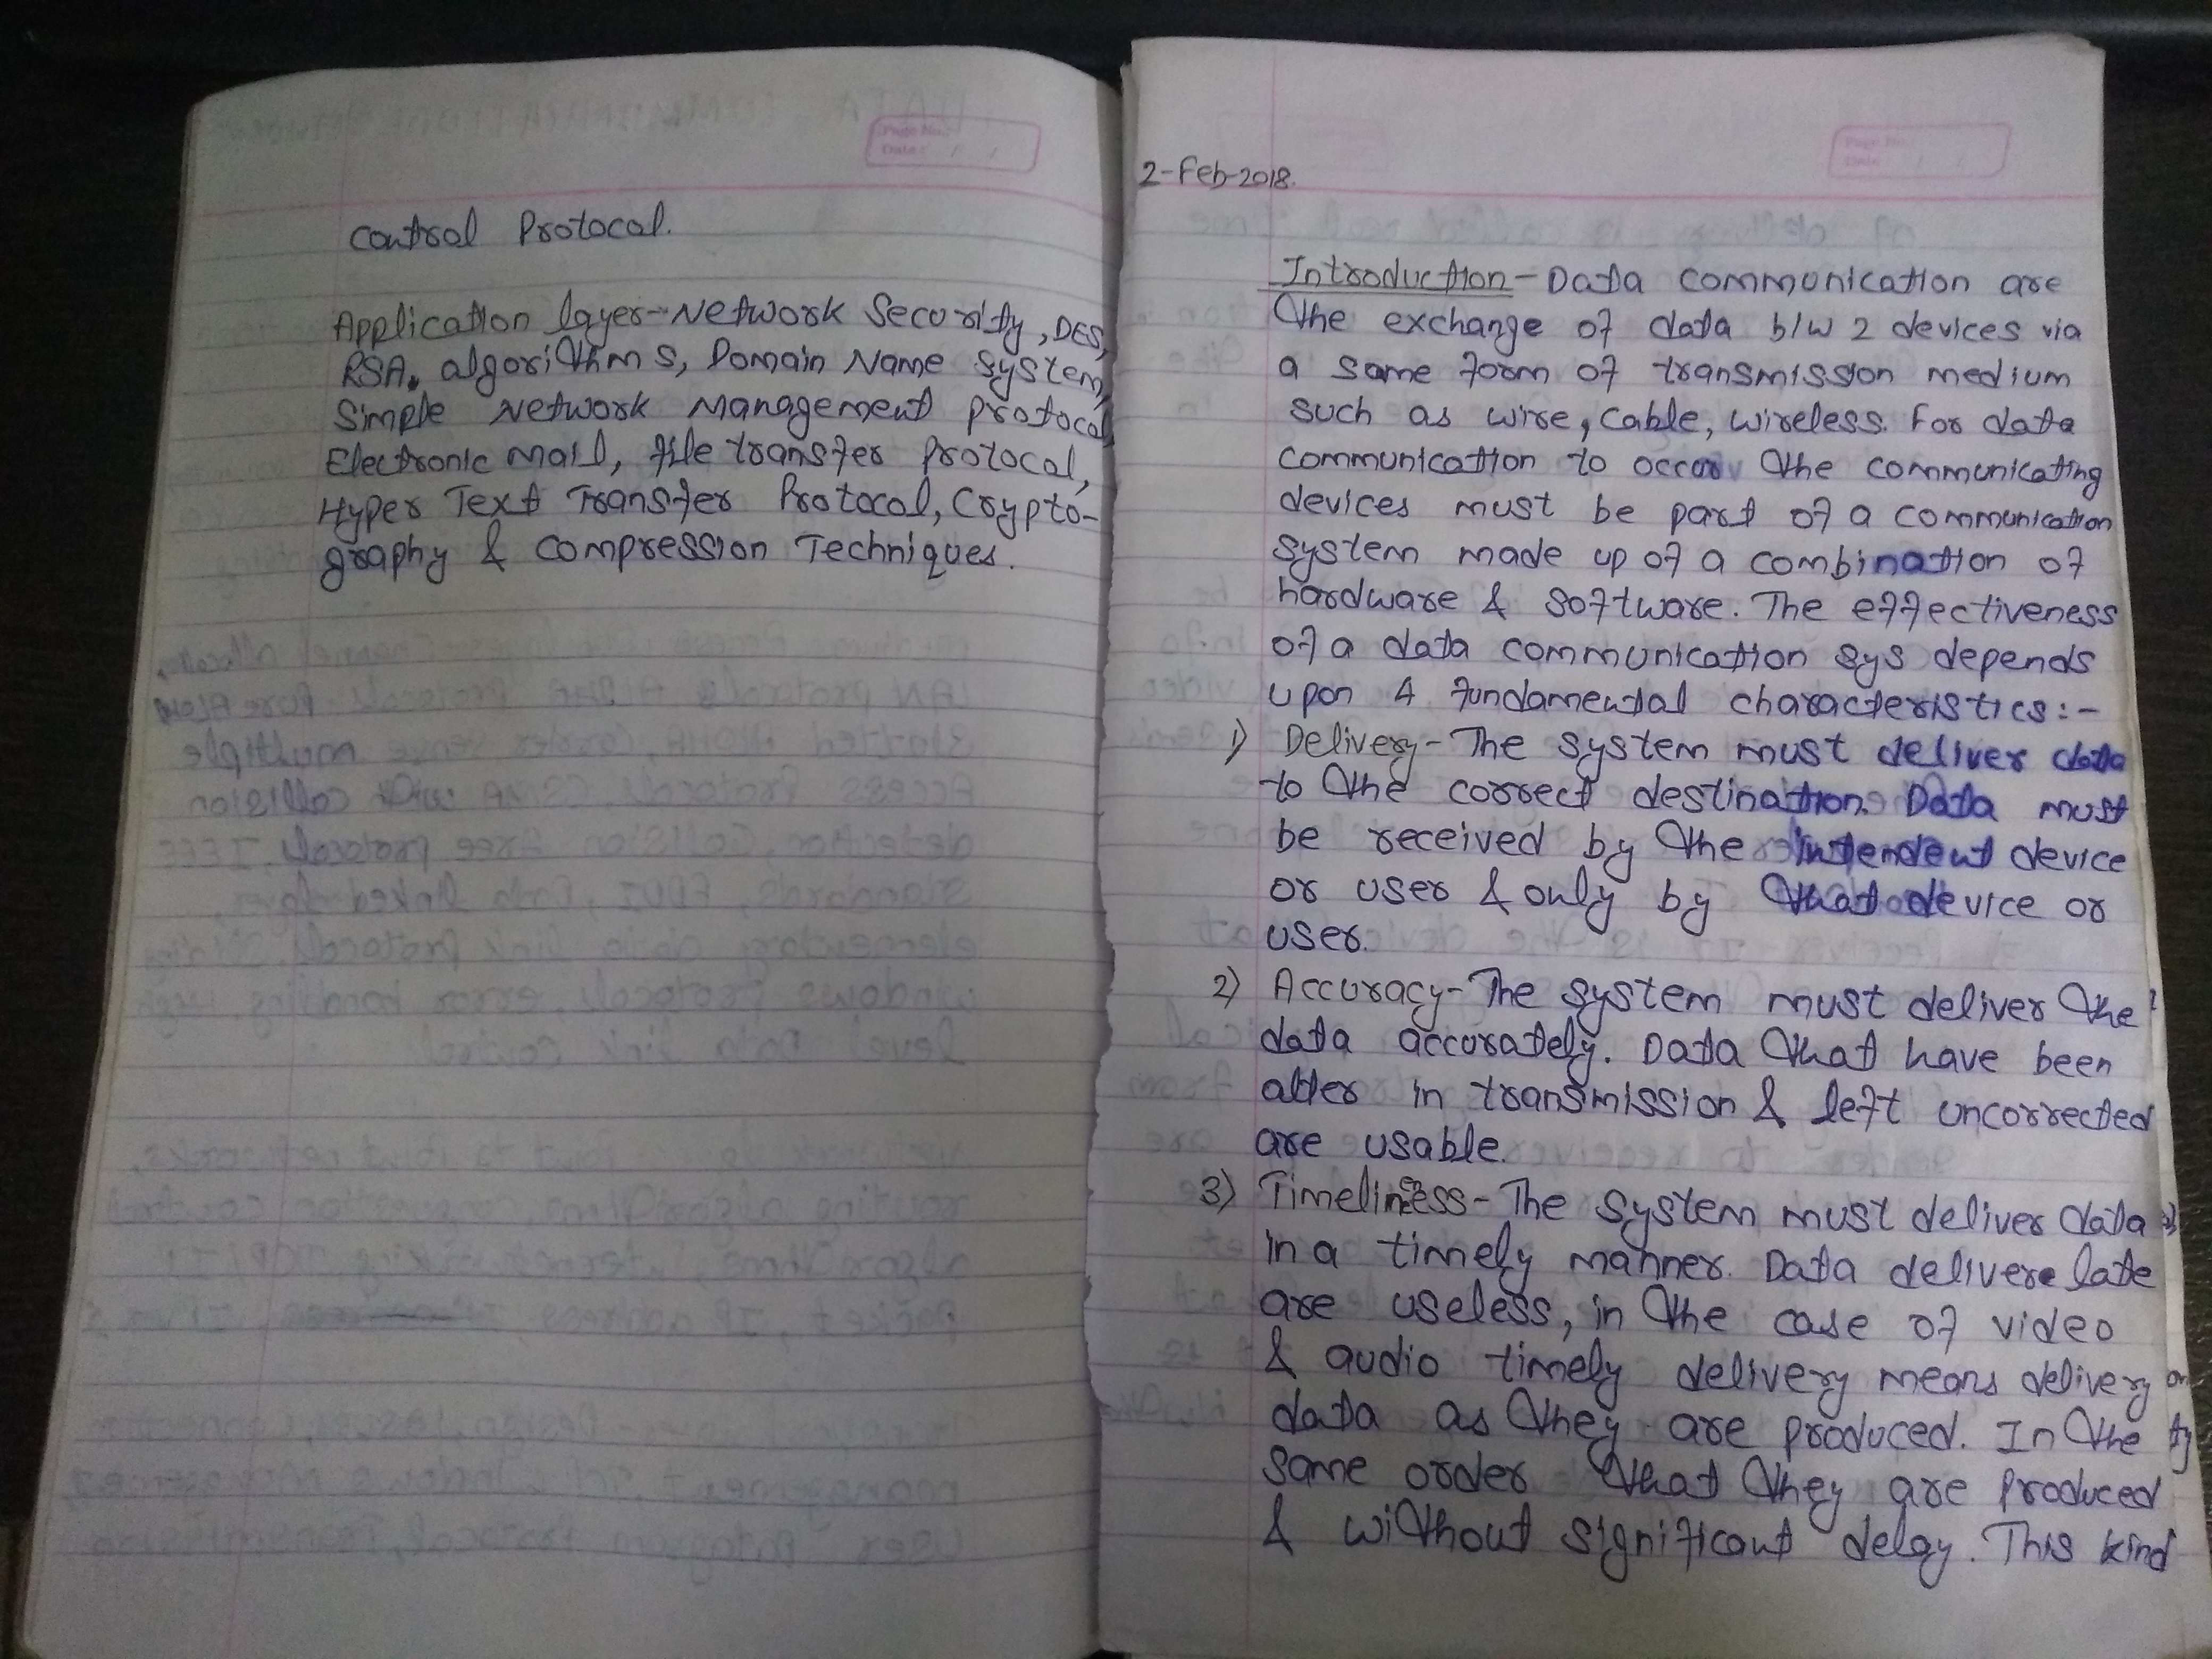 Page No.:
Date: / /
Control Protocal.
Application layer-Network Security, DES,
RSA, algorithms, Domain Name System,
Simple Network Management Protocal,
Electronic Mail, file transfer Protocal,
Hyper Text Transfer Protocal, Crypto-
graphy & Compression Techniques.
Page No.:
Date: / /
2-Feb-2018.
Introduction - Data communication are
the exchange of data b/w 2 devices via
a same form of transmission medium
such as wire, cable, wireless. For data
communication to occur the communicating
devices must be part of a communication
system made up of a combination of
hardware & software. The effectiveness
of a data communication sys depends
upon 4 fundamental characteristics:-
1) Delivery - The system must deliver data
to the correct destination. Data must
be received by the intendent device
or user & only by that device or
user.
2) Accuracy - The system must deliver the
data accurately. Data that have been
alter in transmission & left uncorrected
are usable.
3) Timeliness - The system must deliver data
in a timely manner. Data delivere late
are useless, in the case of video
& audio timely delivery means delivery
data as they are produced. In the
same order that they are produced
& without significant delay. This kind